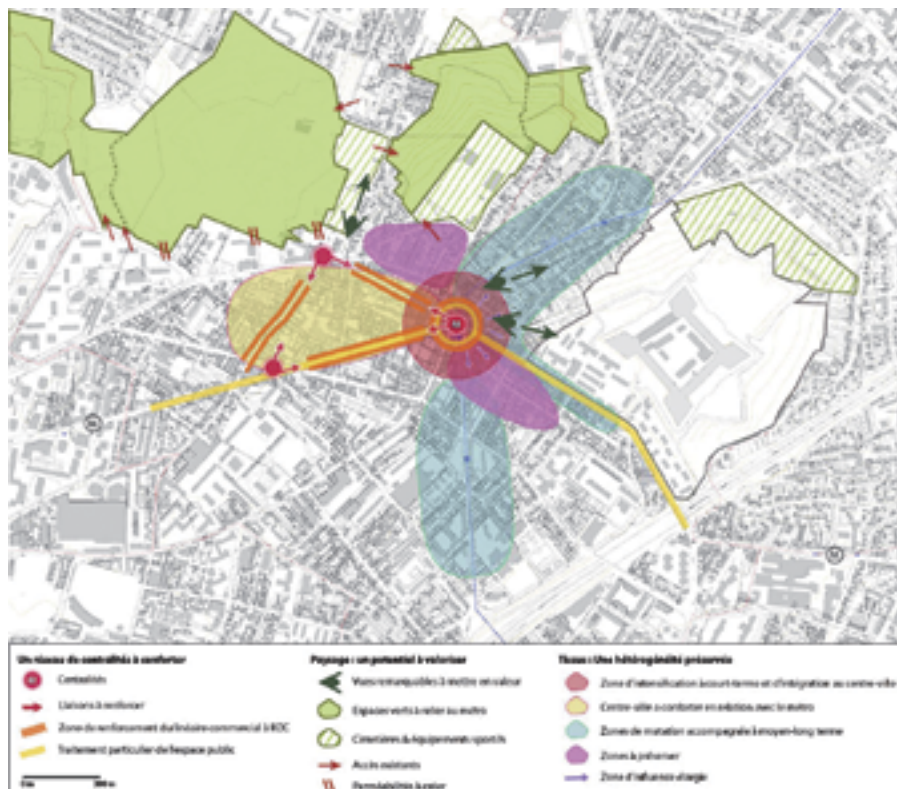 Un réseau de centralités à conforter
Centralités
Liaisons à renforcer
Zone de renforcement du linéaire commercial à RDC
Traitement particulier de l'espace public
Paysage : un potentiel à valoriser
Vues remarquables à mettre en valeur
Espaces verts à relier au métro
Cimetières & équipements sportifs
Accès existants
Perméabilités à créer
Tissus : Une hétérogénéité préservée
Zone d'intensification à court-terme et d'intégration au centre-ville
Centre-ville à conforter en relation avec le métro
Zones de mutation accompagnée à moyen-long terme
Zones à préserver
Zone d'influence élargie